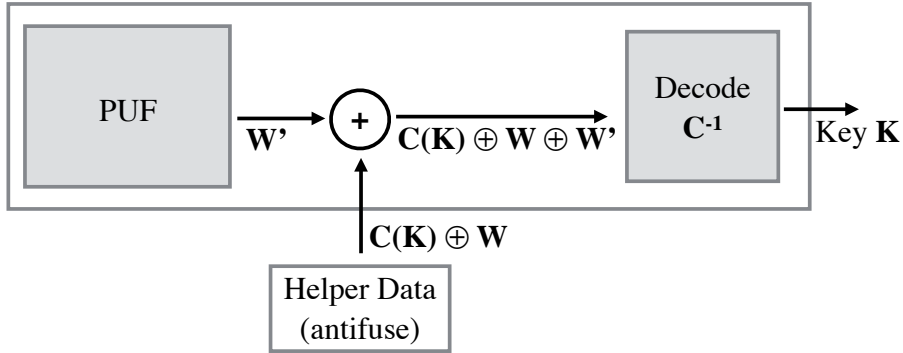 PUF
W'
+
C(K) ⊕ W ⊕ W'
Decode
C-1
Key K
C(K) ⊕ W
Helper Data
(antifuse)